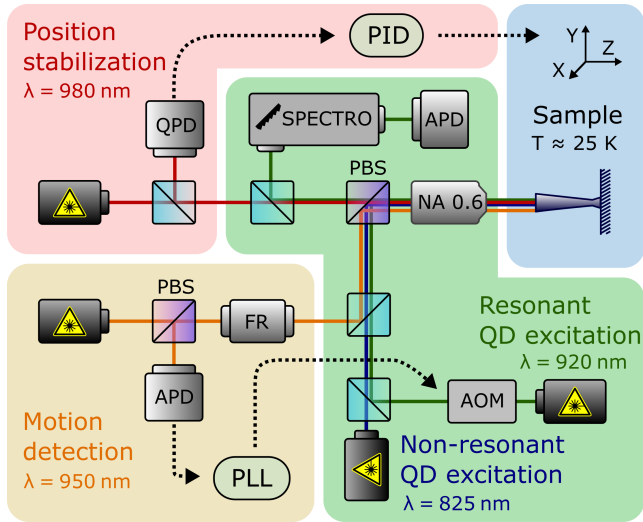 Position
stabilization
λ = 980 nm
PID
Y
Z
X
QPD
SPECTRO
APD
Sample
T ≈ 25 K
PBS
NA 0.6
PBS
FR
APD
Resonant
QD excitation
λ = 920 nm
AOM
Motion
detection
λ = 950 nm
PLL
Non-resonant
QD excitation
λ = 825 nm